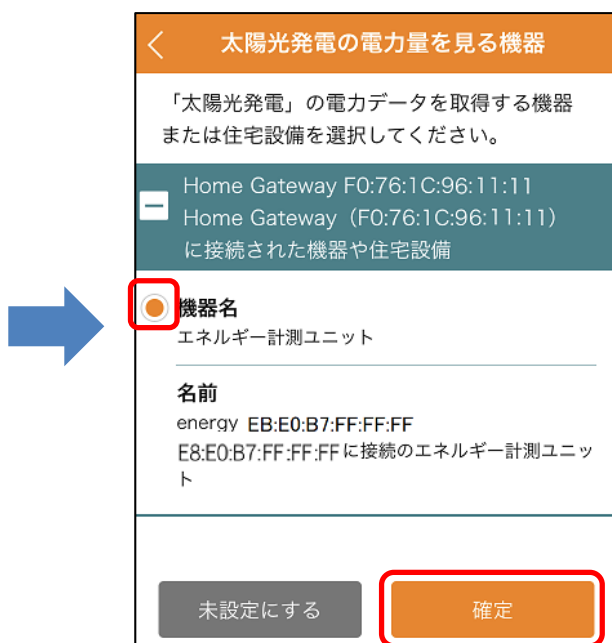 太陽光発電の電力量を見る機器
「太陽光発電」の電力データを取得する機器
または住宅設備を選択してください。
Home Gateway F0:76:1C:96:11:11
Home Gateway（F0:76:1C:96:11:11）
に接続された機器や住宅設備
機器名
エネルギー計測ユニット
名前
energy EB:E0:B7:FF:FF:FF
E8:E0:B7:FF:FF:FFに接続のエネルギー計測ユニッ
ト
未設定にする
確定